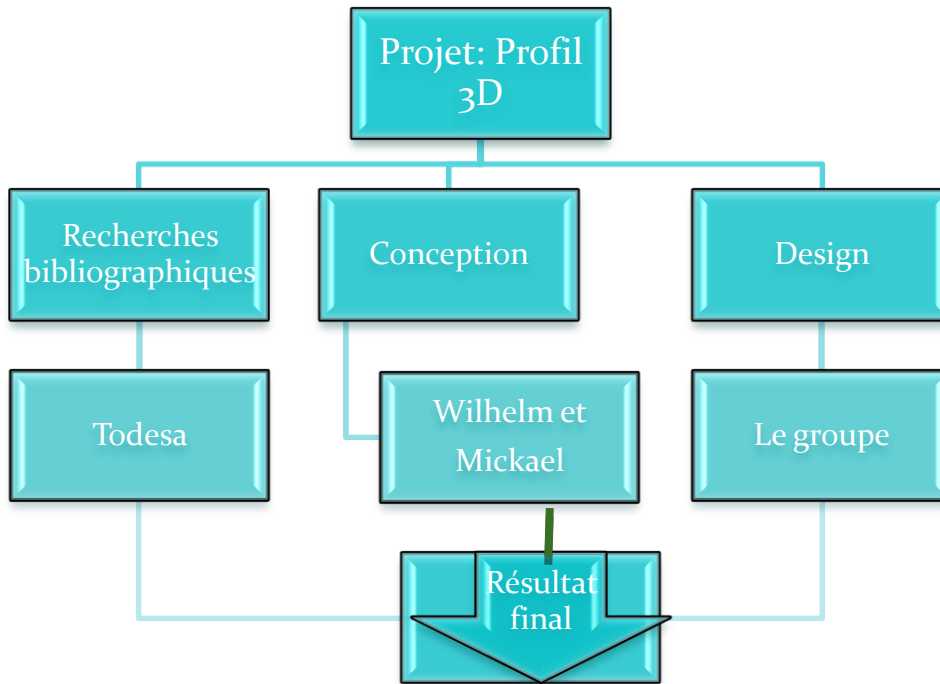 Projet: Profil
3D
Recherches
bibliographiques
Conception
Design
Todesa
Wilhelm et
Mickael
Le groupe
Résultat
final